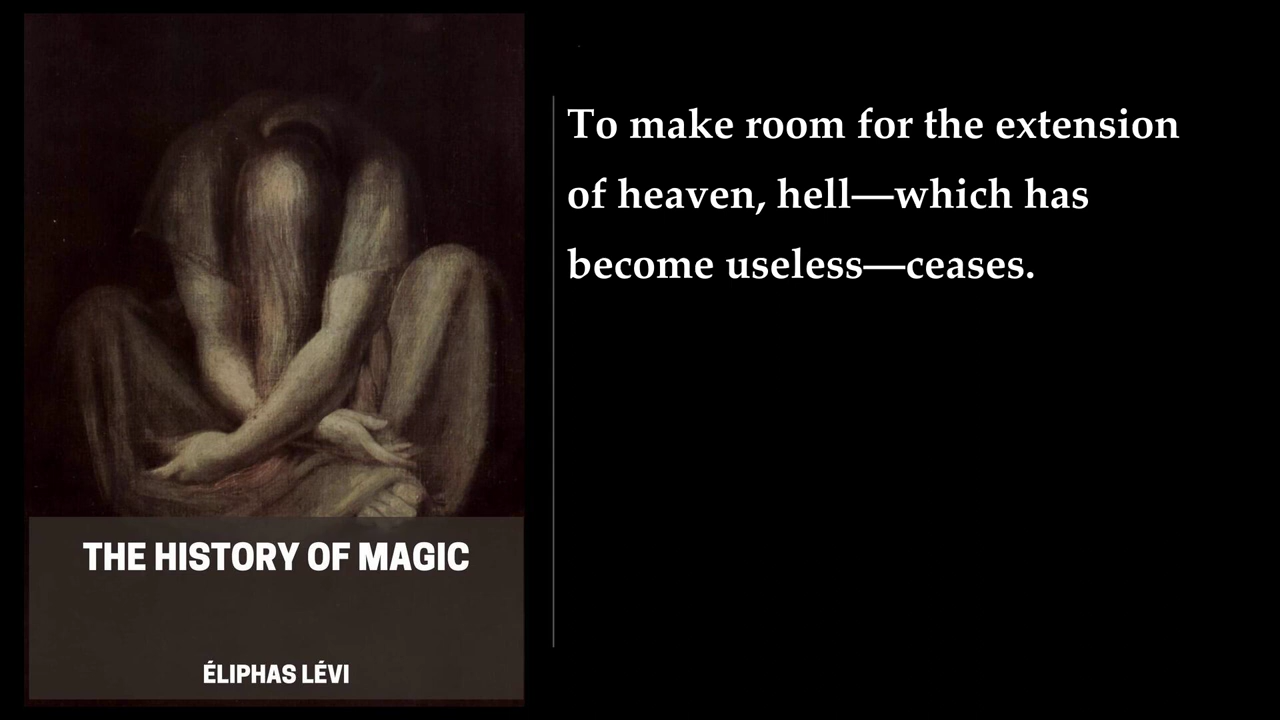 To make room for the extension
of heaven, hell—which has
become useless—ceases.
THE HISTORY OF MAGIC
ÉLIPHAS LÉVI